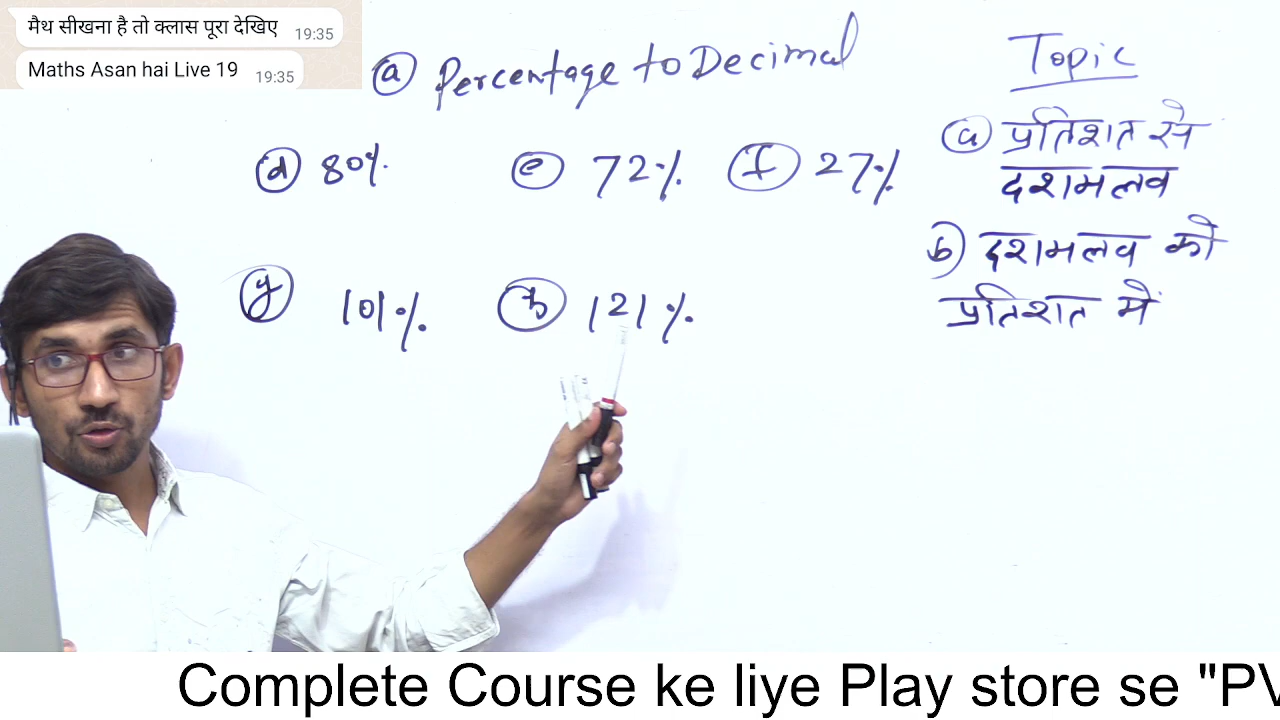 मैथ सीखना है तो क्लास पूरा देखिए 19:35
Maths Asan hai Live 19 19:35
(a) Percentage to Decimal
(d) 80% (e) 72% (f) 27%
(g) 101% (h) 121%
Topic
(a) प्रतिशत से
दशमलव
(b) दशमलव को
प्रतिशत में
Complete Course ke liye Play store se "PV